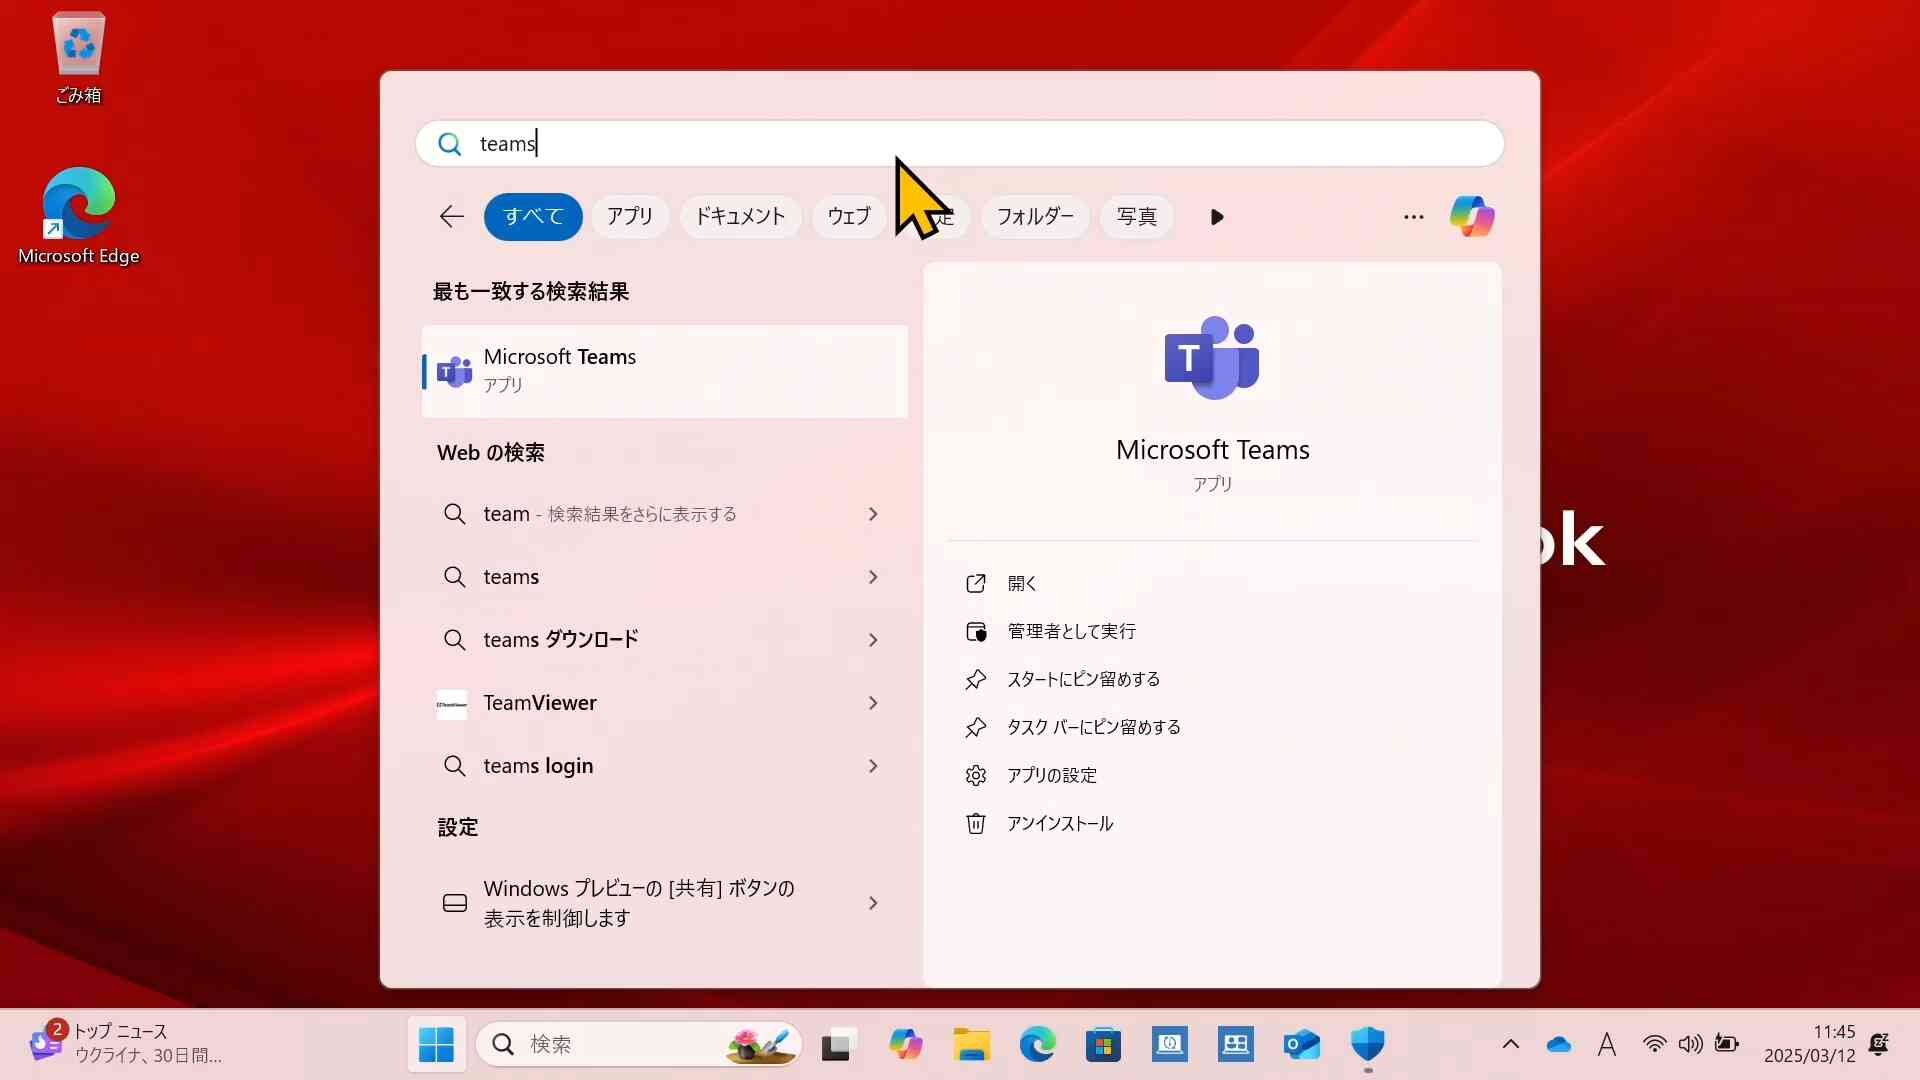 ごみ箱
Microsoft Edge
teams
すべて
アプリ
ドキュメント
ウェブ
定
フォルダー
写真
最も一致する検索結果
Microsoft Teams
アプリ
Web の検索
team - 検索結果をさらに表示する
teams
teams ダウンロード
TeamViewer
teams login
設定
Windows プレビューの [共有] ボタンの
表示を制御します
T
Microsoft Teams
アプリ
開く
管理者として実行
スタートにピン留めする
タスク バーにピン留めする
アプリの設定
アンインストール
ok
2
トップ ニュース
ウクライナ、30日間...
検索
A
11:45
2025/03/12